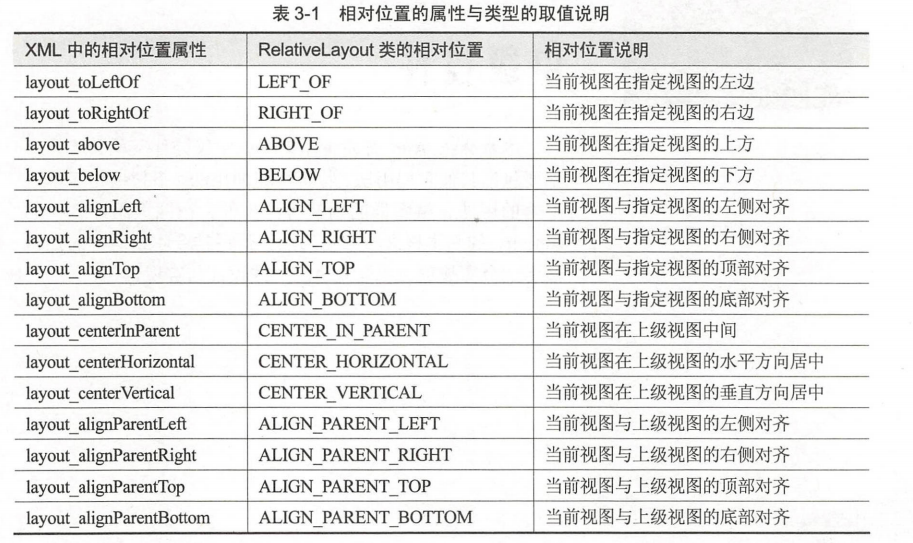 表 3-1 相对位置的属性与类型的取值说明
XML 中的相对位置属性 RelativeLayout 类的相对位置 相对位置说明
layout_toLeftOf LEFT_OF 当前视图在指定视图的左边
layout_toRightOf RIGHT_OF 当前视图在指定视图的右边
layout_above ABOVE 当前视图在指定视图的上方
layout_below BELOW 当前视图在指定视图的下方
layout_alignLeft ALIGN_LEFT 当前视图与指定视图的左侧对齐
layout_alignRight ALIGN_RIGHT 当前视图与指定视图的右侧对齐
layout_alignTop ALIGN_TOP 当前视图与指定视图的顶部对齐
layout_alignBottom ALIGN_BOTTOM 当前视图与指定视图的底部对齐
layout_centerInParent CENTER_IN_PARENT 当前视图在上级视图中间
layout_centerHorizontal CENTER_HORIZONTAL 当前视图在上级视图的水平方向居中
layout_centerVertical CENTER_VERTICAL 当前视图在上级视图的垂直方向居中
layout_alignParentLeft ALIGN_PARENT_LEFT 当前视图与上级视图的左侧对齐
layout_alignParentRight ALIGN_PARENT_RIGHT 当前视图与上级视图的右侧对齐
layout_alignParentTop ALIGN_PARENT_TOP 当前视图与上级视图的顶部对齐
layout_alignParentBottom ALIGN_PARENT_BOTTOM 当前视图与上级视图的底部对齐